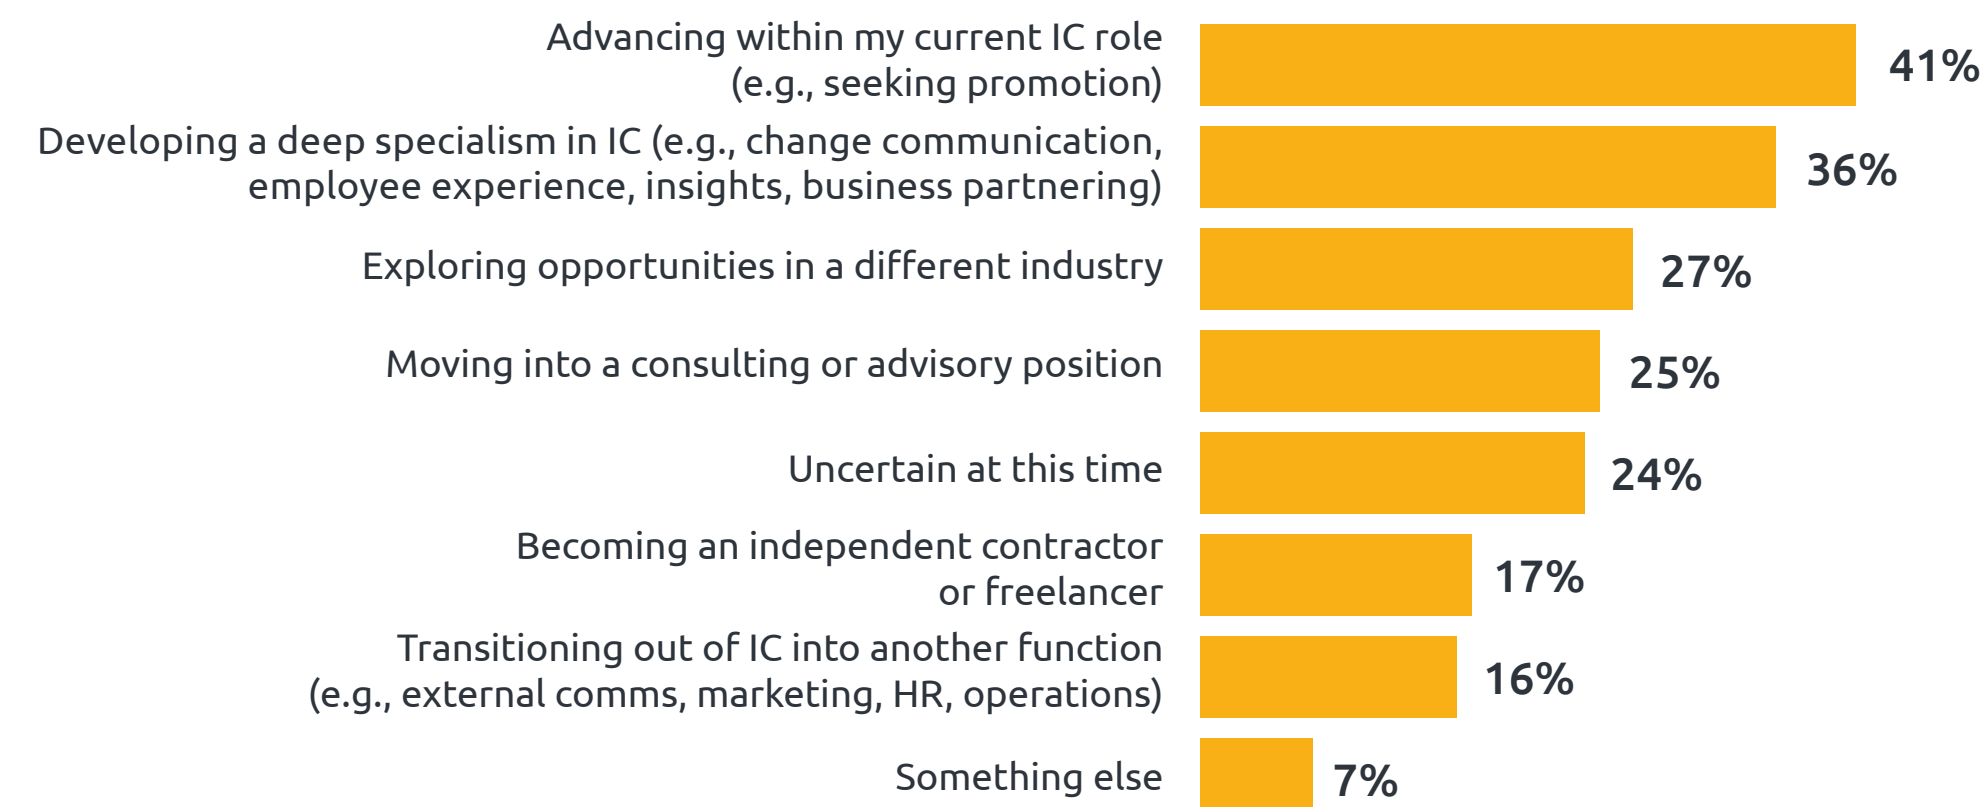 Advancing within my current IC role
(e.g., seeking promotion)
41%
Developing a deep specialism in IC (e.g., change communication,
employee experience, insights, business partnering)
36%
Exploring opportunities in a different industry
27%
Moving into a consulting or advisory position
25%
Uncertain at this time
24%
Becoming an independent contractor
or freelancer
17%
Transitioning out of IC into another function
(e.g., external comms, marketing, HR, operations)
16%
Something else
7%